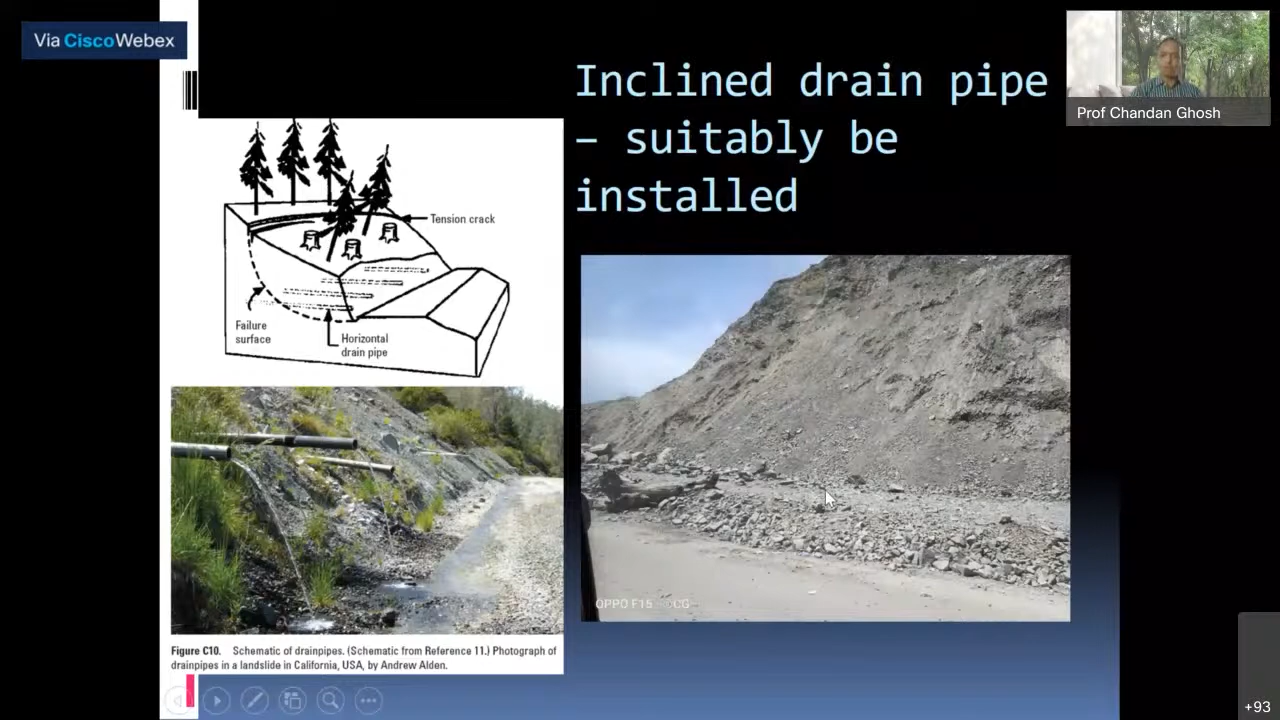 Via CiscoWebex
Inclined drain pipe
– suitably be
installed
Prof Chandan Ghosh
Tension crack
Failure
surface
Horizontal
drain pipe
OPPO F15 ©CG
Figure C10. Schematic of drainpipes. (Schematic from Reference 11.) Photograph of
drainpipes in a landslide in California, USA, by Andrew Alden.
+93